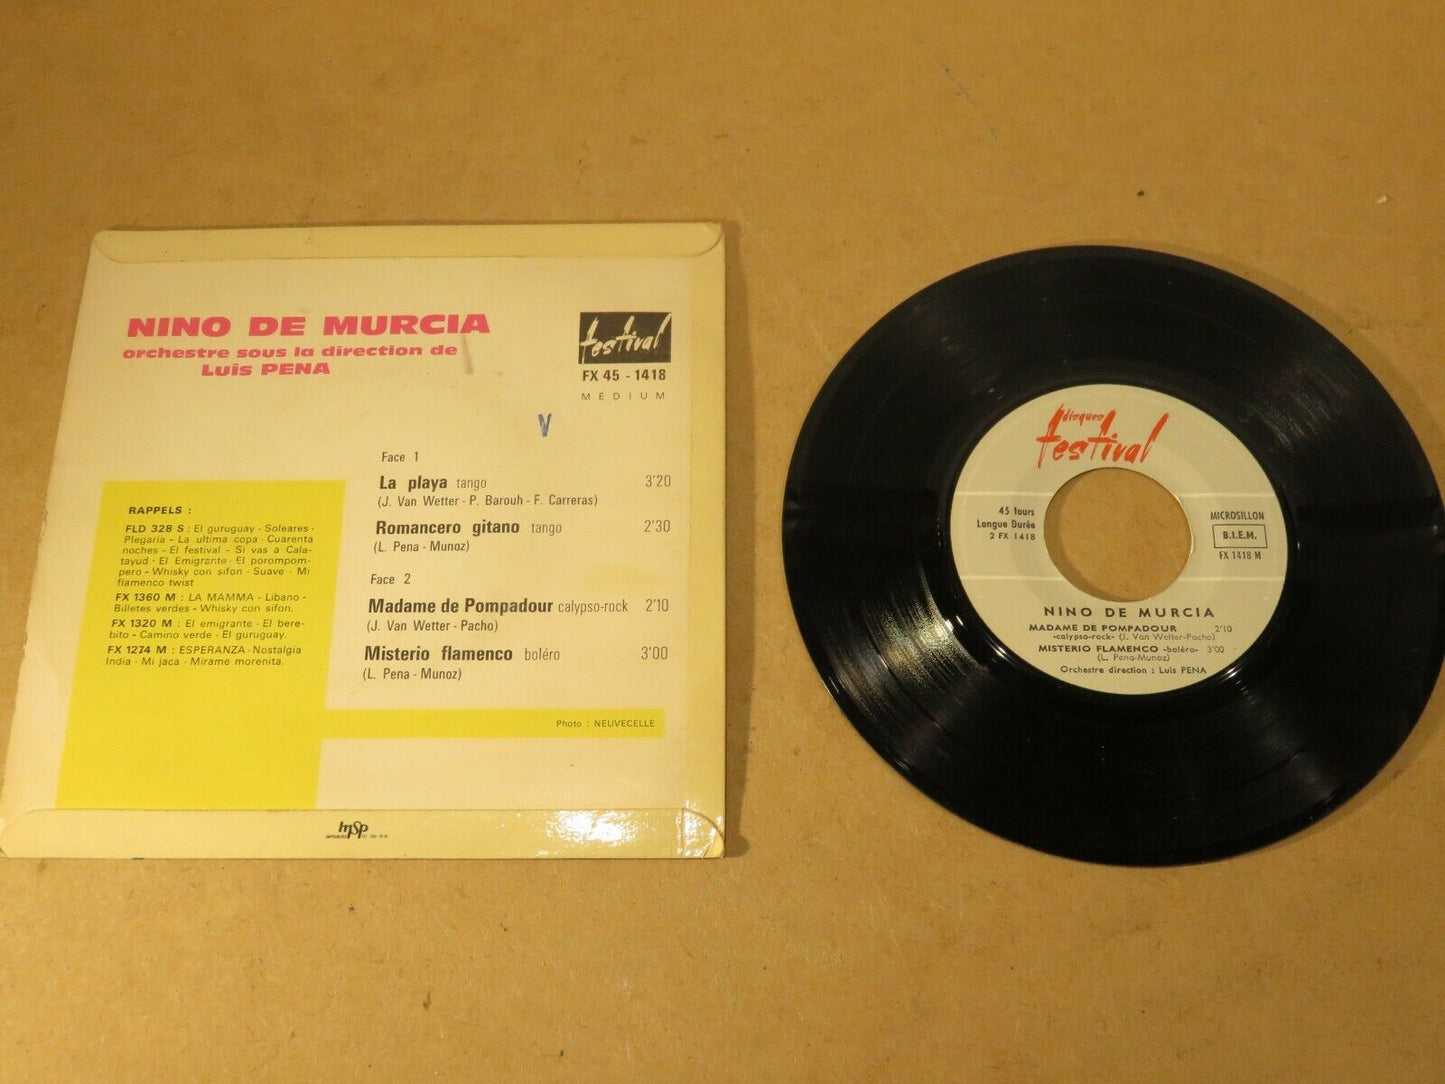 NINO DE MURCIA
orchestre sous la direction de
Luis PENA
festival
FX 45 - 1418
MÉDIUM
V
Face 1
La playa tango 3'20
(J. Van Wetter - P. Barouh - F. Carreras)
Romancero gitano tango 2'30
(L. Pena - Munoz)
Face 2
Madame de Pompadour calypso-rock 2'10
(J. Van Wetter - Pacho)
Misterio flamenco boléro 3'00
(L. Pena - Munoz)
RAPPELS :
FLD 328 S : El guruguay - Soleares -
Plegaria - La ultima copa - Cuarenta
noches - El festival - Si vas a Cala-
tayud - El Emigrante - El porompom-
pero - Whisky con sifon - Suave - Mi
flamenco twist
FX 1360 M : LA MAMMA - Libano -
Billetes verdes - Whisky con sifon.
FX 1320 M : El emigrante - El bere-
bito - Camino verde - El guruguay.
FX 1274 M : ESPERANZA - Nostalgia
India - Mi jaca - Mirame morenita.
Photo : NEUVECELLE
disques
festival
45 tours
Longue Durée
2 FX 1418
MICROSILLON
B.I.E.M.
FX 1418 M
NINO DE MURCIA
MADAME DE POMPADOUR 2'10
-calypso-rock- (J. Van Wetter-Pacho)
MISTERIO FLAMENCO -boléro- 3'00
(L. Pena-Munoz)
Orchestre direction : Luis PENA